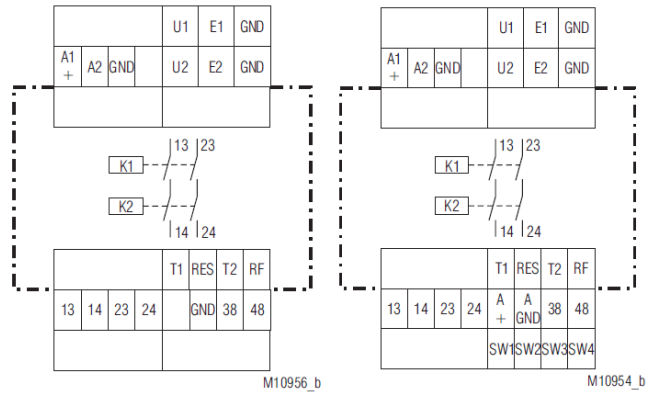 U1 E1 GND
A1 + A2 GND U2 E2 GND
13 23
K1
K2
14 24
T1 RES T2 RF
13 14 23 24 GND 38 48
M10956_b
U1 E1 GND
A1 + A2 GND U2 E2 GND
13 23
K1
K2
14 24
T1 RES T2 RF
13 14 23 24 A + A GND 38 48
SW1 SW2 SW3 SW4
M10954_b